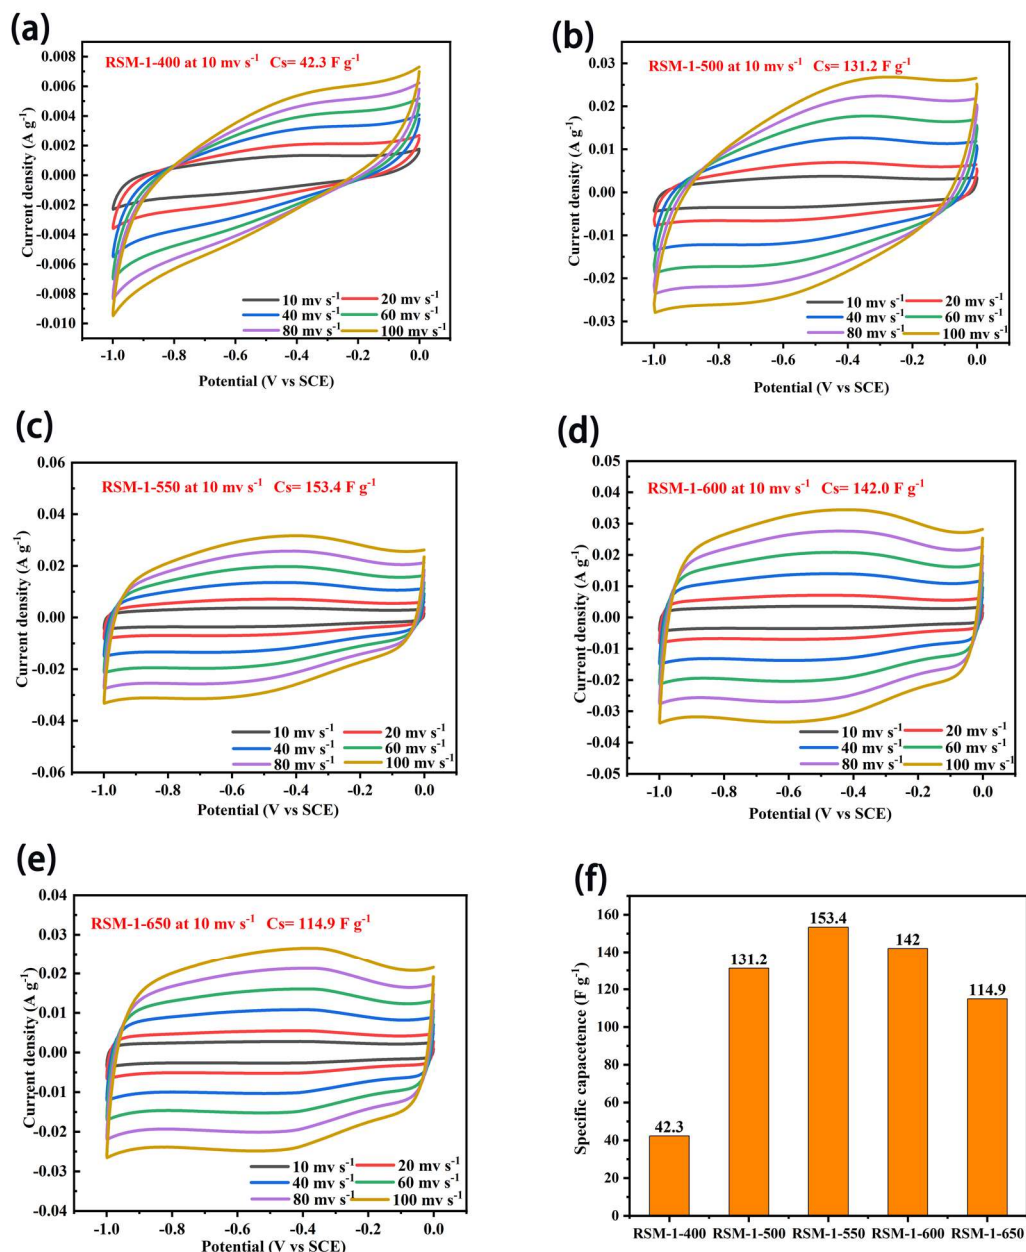 (a)
RSM-1-400 at 10 mv s⁻¹ Cs= 42.3 F g⁻¹
0.008
0.006
0.004
0.002
0.000
-0.002
-0.004
-0.006
-0.008
-0.010
Current density (A g⁻¹)
10 mv s⁻¹ 20 mv s⁻¹
40 mv s⁻¹ 60 mv s⁻¹
80 mv s⁻¹ 100 mv s⁻¹
-1.0 -0.8 -0.6 -0.4 -0.2 0.0
Potential (V vs SCE)
(b)
RSM-1-500 at 10 mv s⁻¹ Cs= 131.2 F g⁻¹
0.03
0.02
0.01
0.00
-0.01
-0.02
-0.03
Current density (A g⁻¹)
10 mv s⁻¹ 20 mv s⁻¹
40 mv s⁻¹ 60 mv s⁻¹
80 mv s⁻¹ 100 mv s⁻¹
-1.0 -0.8 -0.6 -0.4 -0.2 0.0
Potential (V vs SCE)
(c)
RSM-1-550 at 10 mv s⁻¹ Cs= 153.4 F g⁻¹
0.06
0.04
0.02
0.00
-0.02
-0.04
-0.06
Current density (A g⁻¹)
10 mv s⁻¹ 20 mv s⁻¹
40 mv s⁻¹ 60 mv s⁻¹
80 mv s⁻¹ 100 mv s⁻¹
-1.0 -0.8 -0.6 -0.4 -0.2 0.0
Potential (V vs SCE)
(d)
RSM-1-600 at 10 mv s⁻¹ Cs= 142.0 F g⁻¹
0.05
0.04
0.03
0.02
0.01
0.00
-0.01
-0.02
-0.03
-0.04
-0.05
Current density (A g⁻¹)
10 mv s⁻¹ 20 mv s⁻¹
40 mv s⁻¹ 60 mv s⁻¹
80 mv s⁻¹ 100 mv s⁻¹
-1.0 -0.8 -0.6 -0.4 -0.2 0.0
Potential (V vs SCE)
(e)
RSM-1-650 at 10 mv s⁻¹ Cs= 114.9 F g⁻¹
0.04
0.03
0.02
0.01
0.00
-0.01
-0.02
-0.03
-0.04
Current density (A g⁻¹)
10 mv s⁻¹ 20 mv s⁻¹
40 mv s⁻¹ 60 mv s⁻¹
80 mv s⁻¹ 100 mv s⁻¹
-1.0 -0.8 -0.6 -0.4 -0.2 0.0
Potential (V vs SCE)
(f)
160
140
120
100
80
60
40
20
0
Specific capacetence (F g⁻¹)
42.3 131.2 153.4 142 114.9
RSM-1-400 RSM-1-500 RSM-1-550 RSM-1-600 RSM-1-650